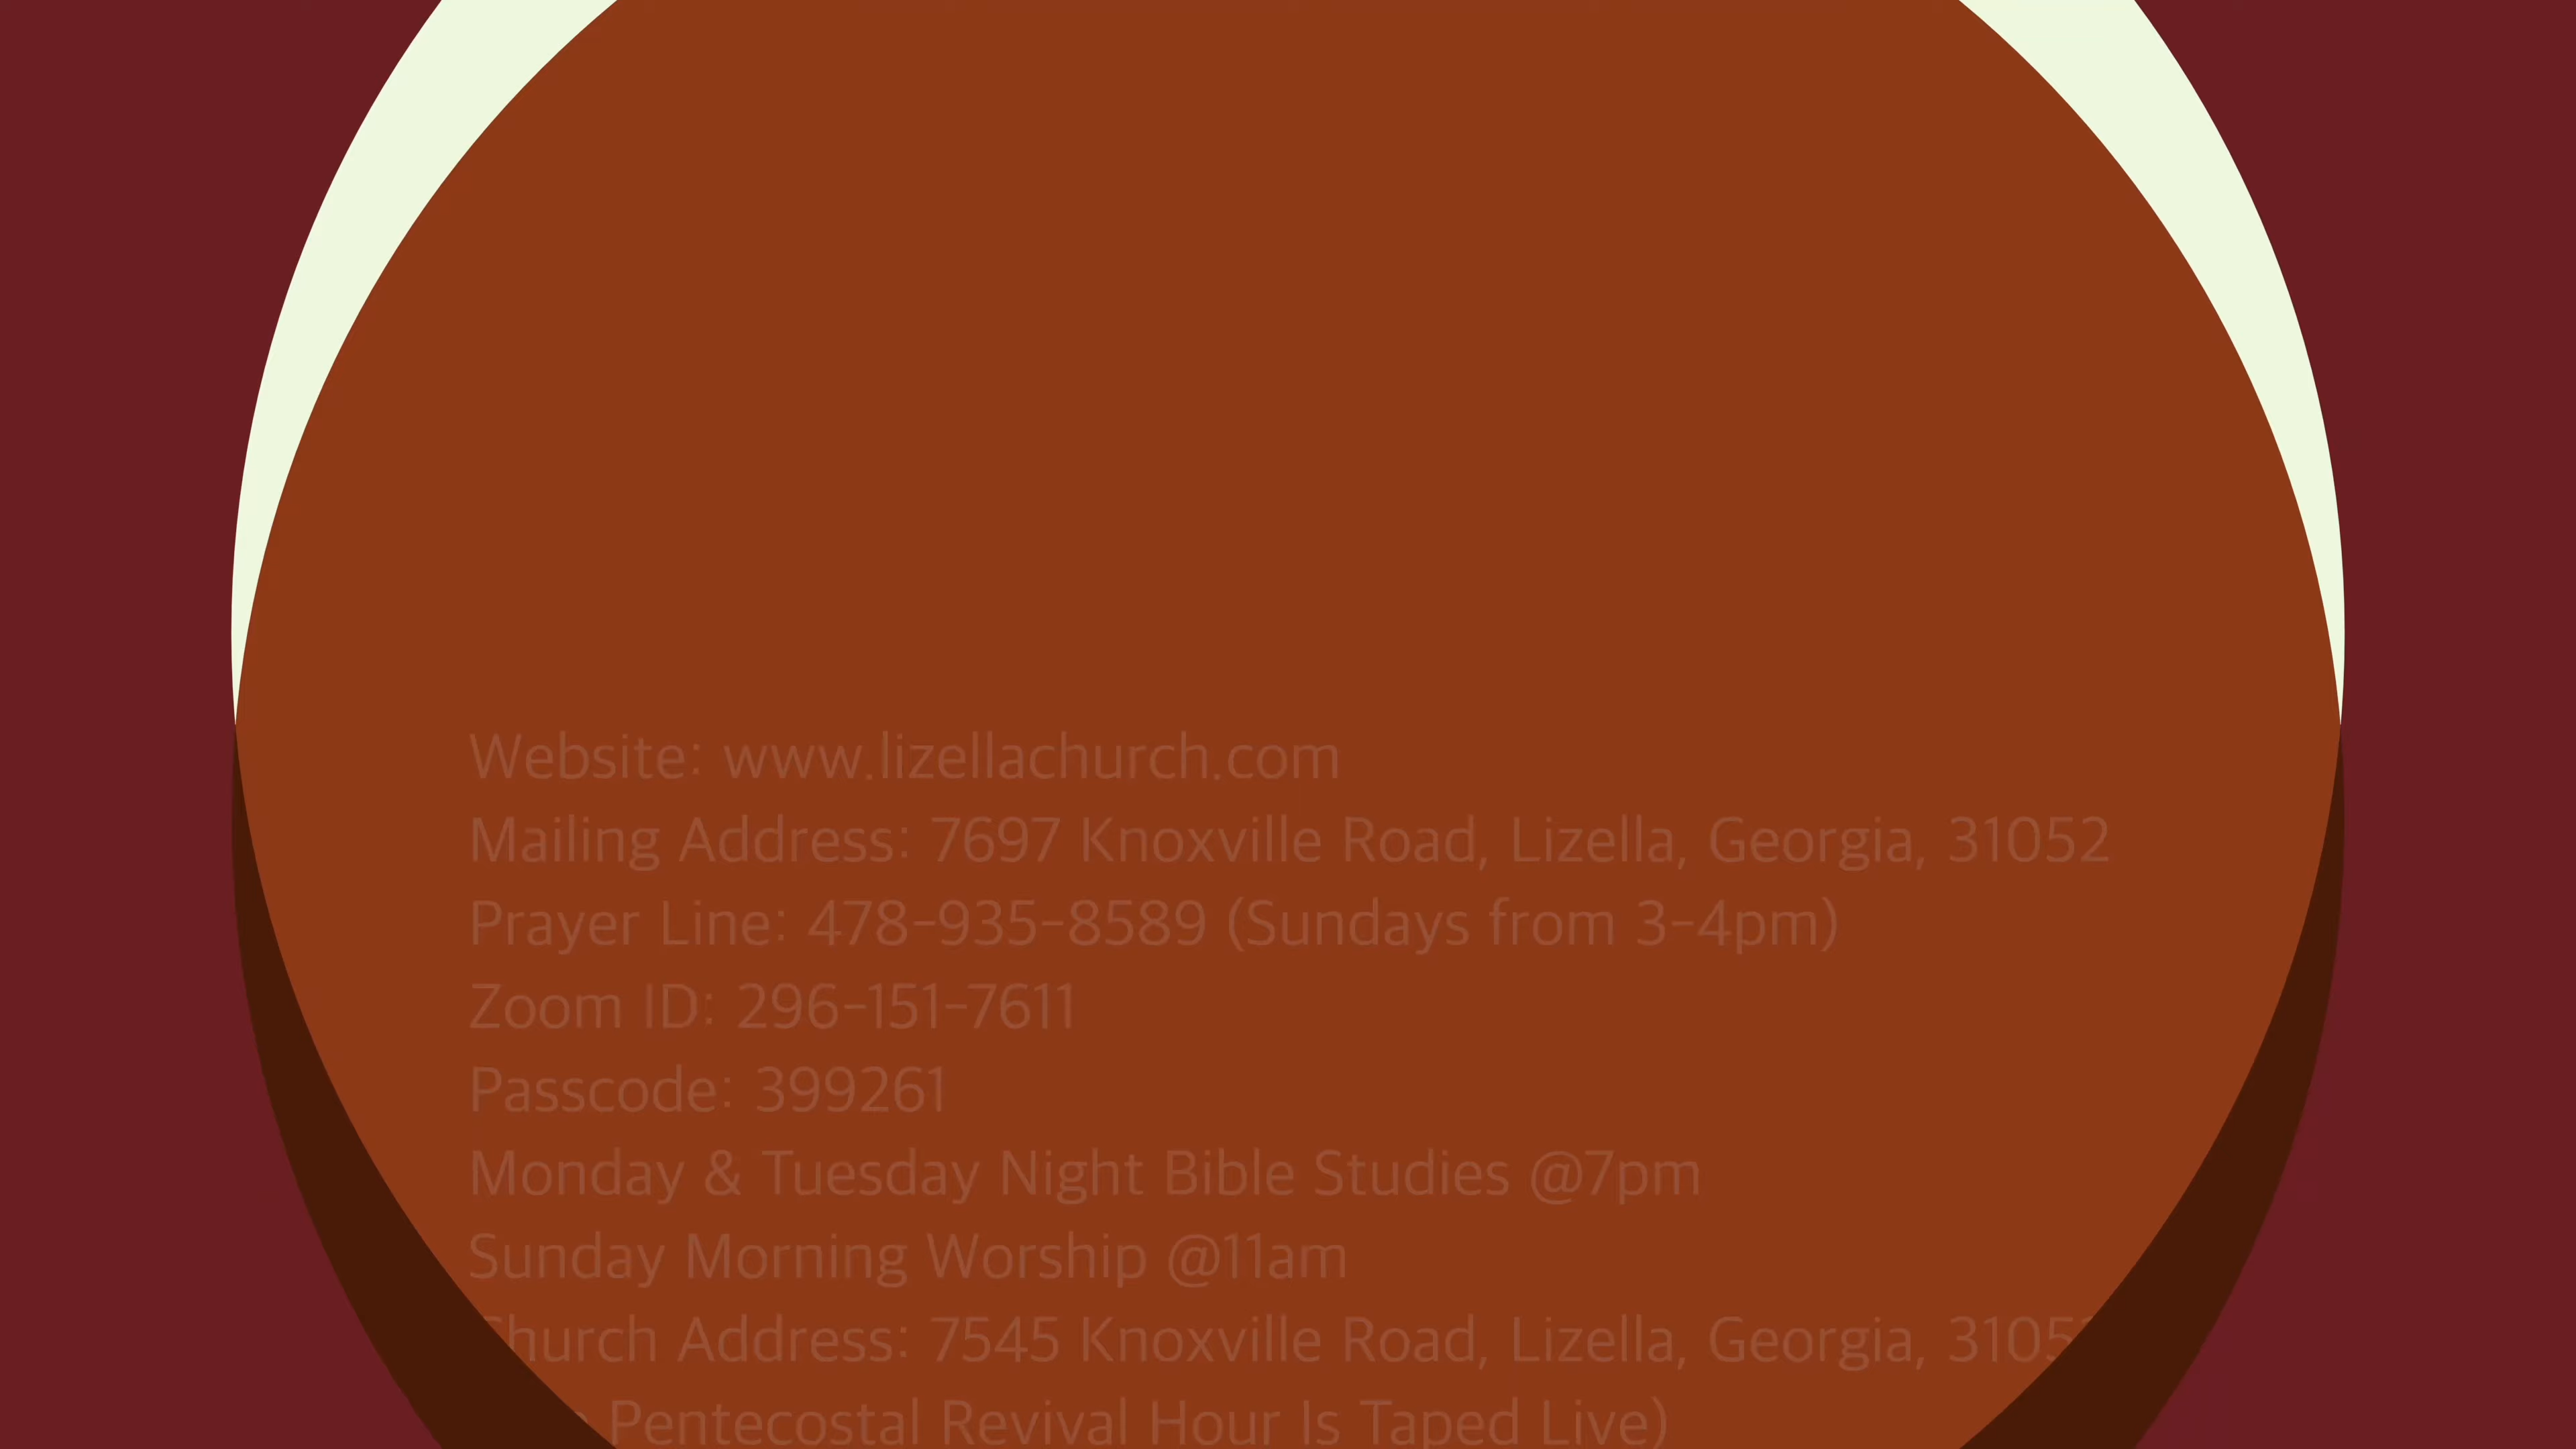 Website: www.lizellachurch.com
Mailing Address: 7697 Knoxville Road, Lizella, Georgia, 31052
Prayer Line: 478-935-8589 (Sundays from 3-4pm)
Zoom ID: 296-151-7611
Passcode: 399261
Monday & Tuesday Night Bible Studies @7pm
Sunday Morning Worship @11am
Church Address: 7545 Knoxville Road, Lizella, Georgia,
Pentecostal Revival Hour Is Taped Live)